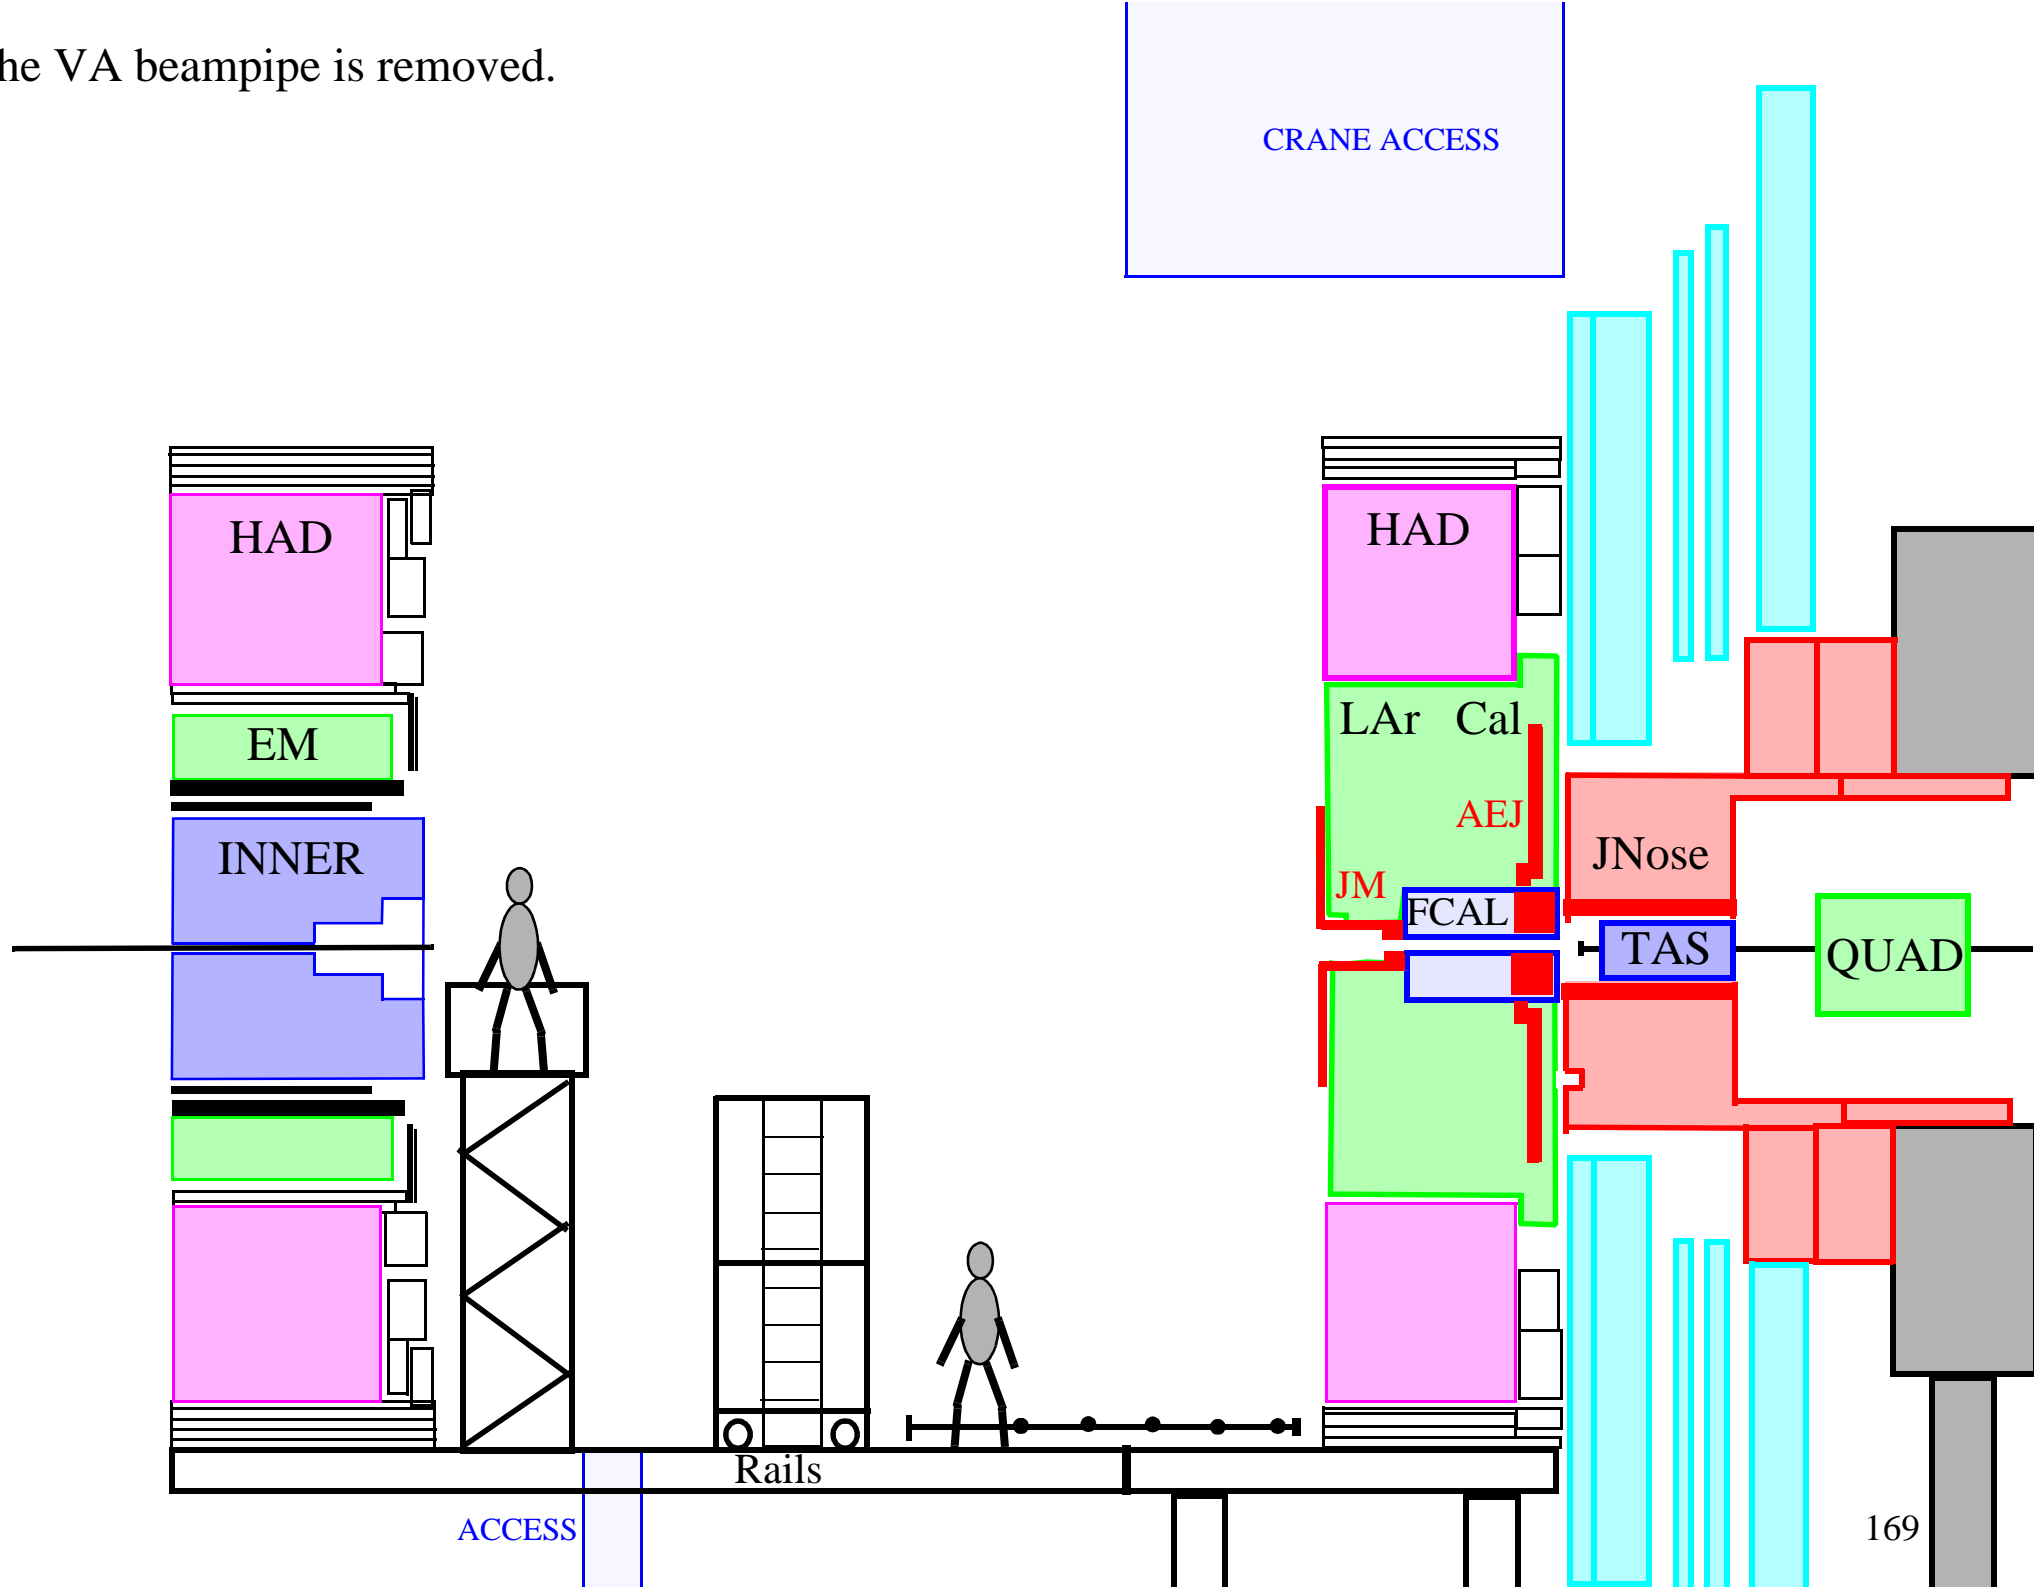 he VA beampipe is removed.
CRANE ACCESS
HAD
HAD
EM
LAr Cal
AEJ
INNER
JNose
JM
FCAL
TAS
QUAD
Rails
ACCESS
169